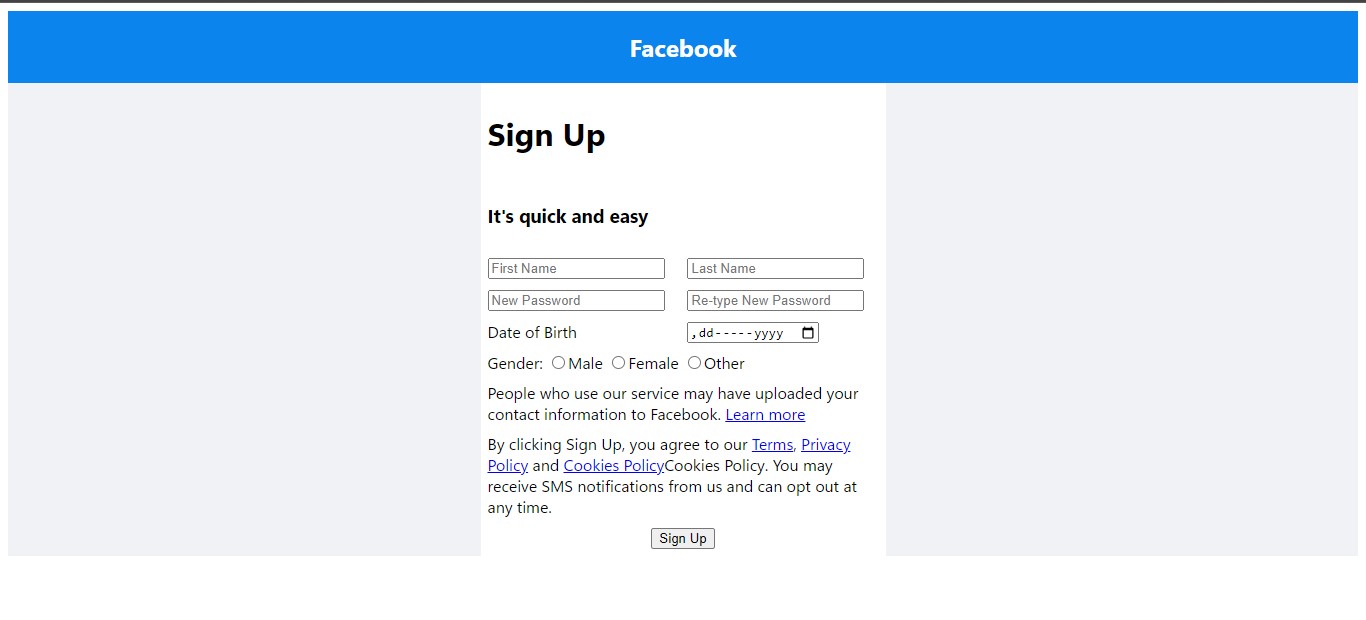 Facebook
Sign Up
It's quick and easy
First Name Last Name
New Password Re-type New Password
Date of Birth ,dd-----yyyy
Gender: Male Female Other
People who use our service may have uploaded your
contact information to Facebook. Learn more
By clicking Sign Up, you agree to our Terms, Privacy
Policy and Cookies PolicyCookies Policy. You may
receive SMS notifications from us and can opt out at
any time.
Sign Up